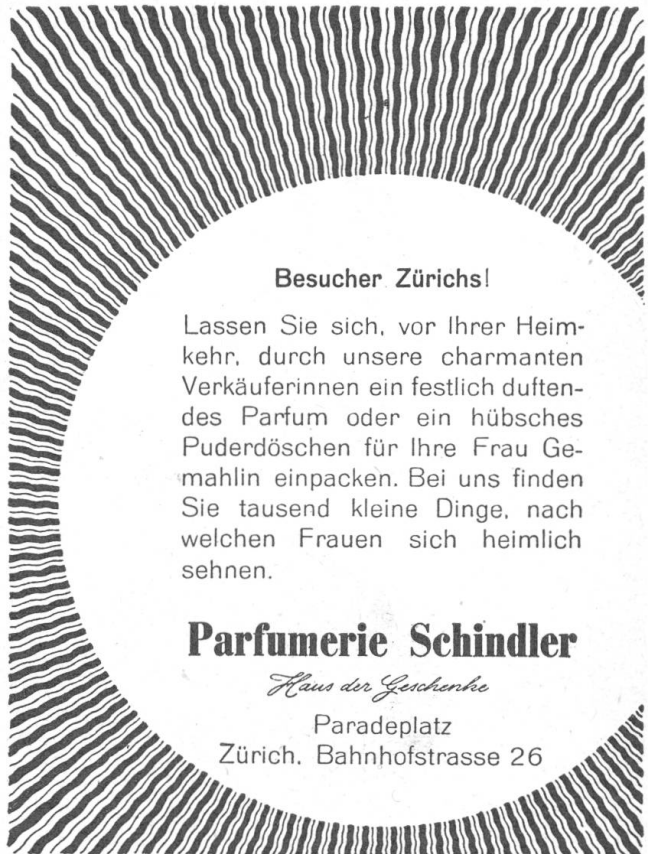 Besucher Zürichs!
Lassen Sie sich, vor Ihrer Heim-
kehr, durch unsere charmanten
Verkäuferinnen ein festlich duften-
des Parfum oder ein hübsches
Puderdöschen für Ihre Frau Ge-
mahlin einpacken. Bei uns finden
Sie tausend kleine Dinge, nach
welchen Frauen sich heimlich
sehnen.
Parfumerie Schindler
Haus der Geschenke
Paradeplatz
Zürich, Bahnhofstrasse 26